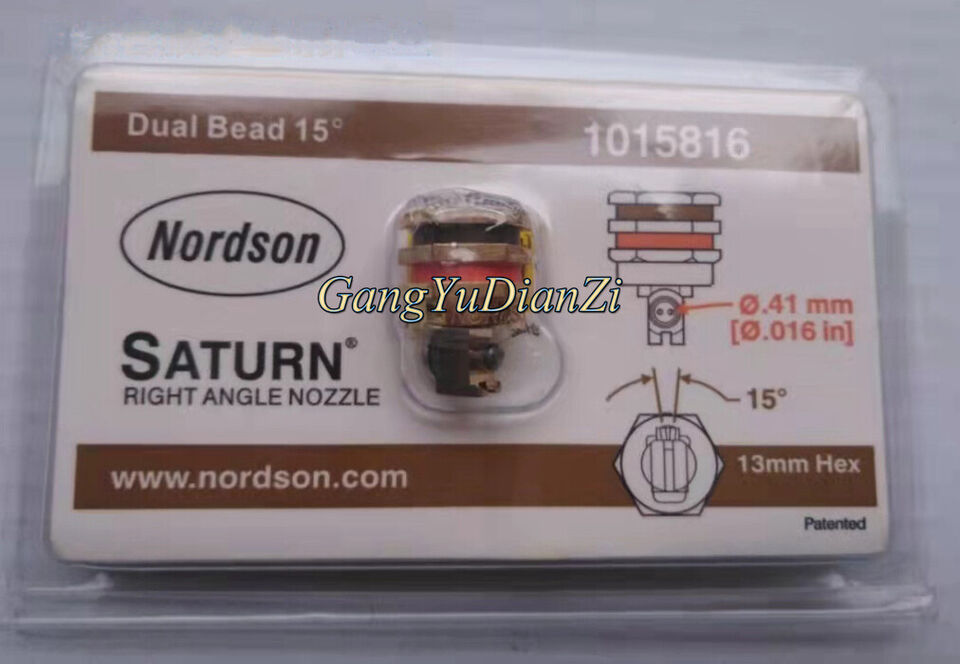 Dual Bead 15°
1015816
Nordson
GangYuDianZi
Ø.41 mm
[Ø.016 in]
SATURN®
RIGHT ANGLE NOZZLE
15°
www.nordson.com
13mm Hex
Patented